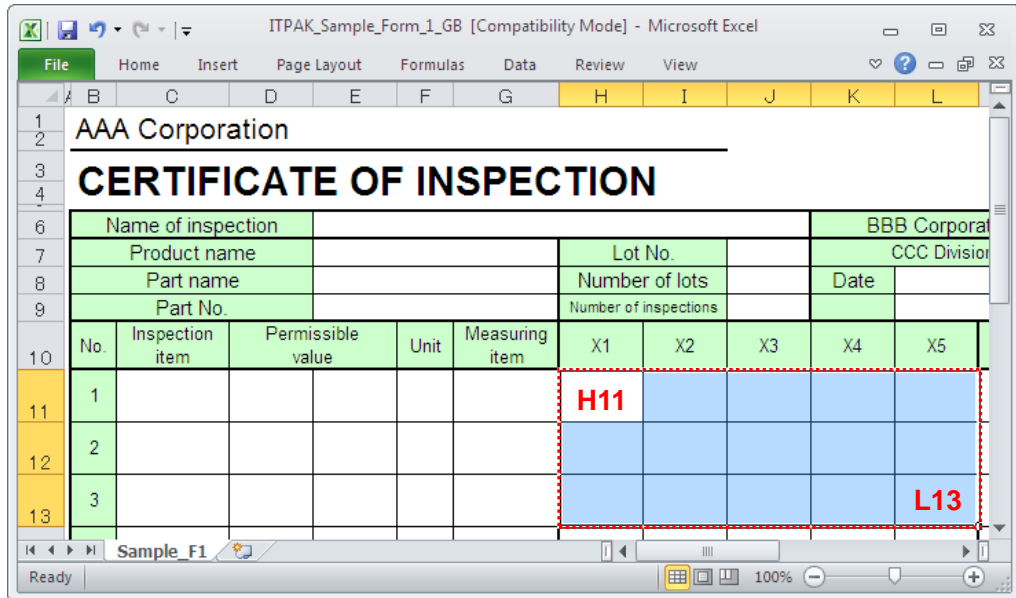 ITPAK_Sample_Form_1_GB [Compatibility Mode] - Microsoft Excel
File Home Insert Page Layout Formulas Data Review View
A B C D E F G H I J K L
1 AAA Corporation
2
3 CERTIFICATE OF INSPECTION
4
6 Name of inspection BBB Corporat
7 Product name Lot No. CCC Division
8 Part name Number of lots Date
9 Part No. Number of inspections
10 No. Inspection item Permissible value Unit Measuring item X1 X2 X3 X4 X5
11 1 H11
12 2
13 3 L13
Sample_F1
Ready 100%